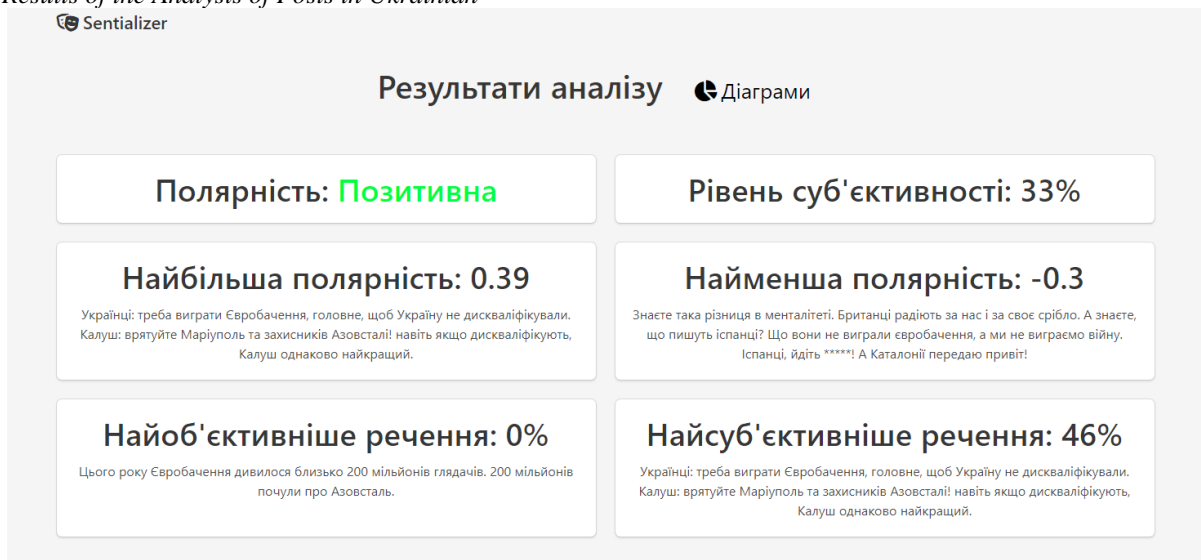 Results of the Analysis of Posts in Ukrainian
Sentializer
Результати аналізу Діаграми
Полярність: Позитивна
Рівень суб'єктивності: 33%
Найбільша полярність: 0.39
Українці: треба виграти Євробачення, головне, щоб Україну не дискваліфікували.
Калуш: врятуйте Маріуполь та захисників Азовсталі! навіть якщо дискваліфікують,
Калуш однаково найкращий.
Найменша полярність: -0.3
Знаєте така різниця в менталітеті. Британці радіють за нас і за своє срібло. А знаєте,
що пишуть іспанці? Що вони не виграли євробачення, а ми не виграємо війну.
Іспанці, йдіть *****! А Каталонії передаю привіт!
Найоб'єктивніше речення: 0%
Цього року Євробачення дивилося близько 200 мільйонів глядачів. 200 мільйонів
почули про Азовсталь.
Найсуб'єктивніше речення: 46%
Українці: треба виграти Євробачення, головне, щоб Україну не дискваліфікували.
Калуш: врятуйте Маріуполь та захисників Азовсталі! навіть якщо дискваліфікують,
Калуш однаково найкращий.